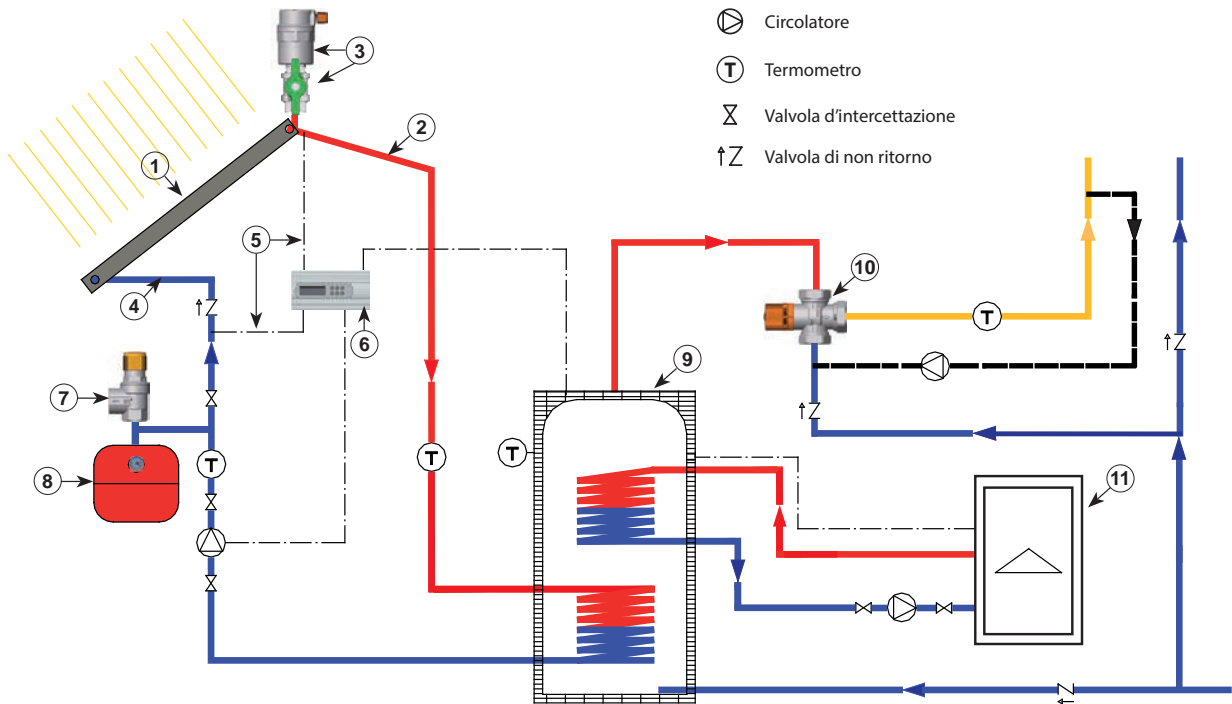 Circolatore
T Termometro
Valvola d'intercettazione
Valvola di non ritorno
3
2
1
5
4
10
6
T
7
9
T
T
T
8
11